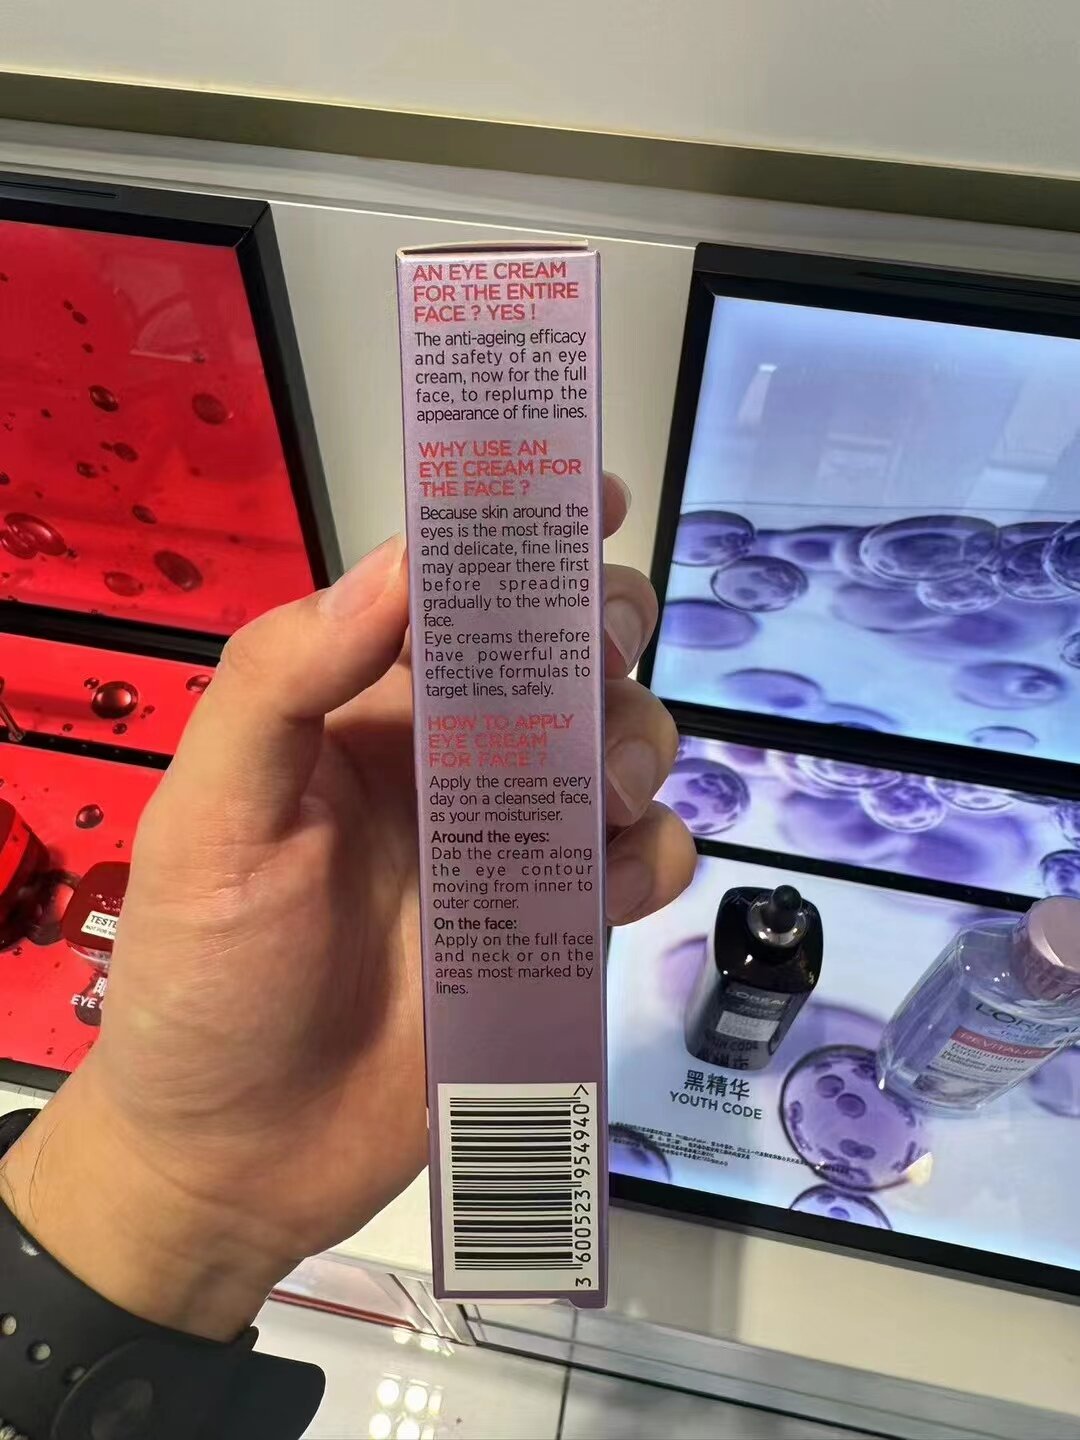 AN EYE CREAM
FOR THE ENTIRE
FACE ? YES !
The anti-ageing efficacy
and safety of an eye
cream, now for the full
face, to replump the
appearance of fine lines.
WHY USE AN
EYE CREAM FOR
THE FACE ?
Because skin around the
eyes is the most fragile
and delicate, fine lines
may appear there first
before spreading
gradually to the whole
face.
Eye creams therefore
have powerful and
effective formulas to
target lines, safely.
HOW TO APPLY
EYE CREAM
FOR FACE ?
Apply the cream every
day on a cleansed face,
as your moisturiser.
Around the eyes:
Dab the cream along
the eye contour
moving from inner to
outer corner.
On the face:
Apply on the full face
and neck or on the
areas most marked by
lines.
3 600523 954940 >
TESTE
EYE
L'ORÉAL
黑精华
YOUTH CODE
L'ORÉAL
REVITALIF